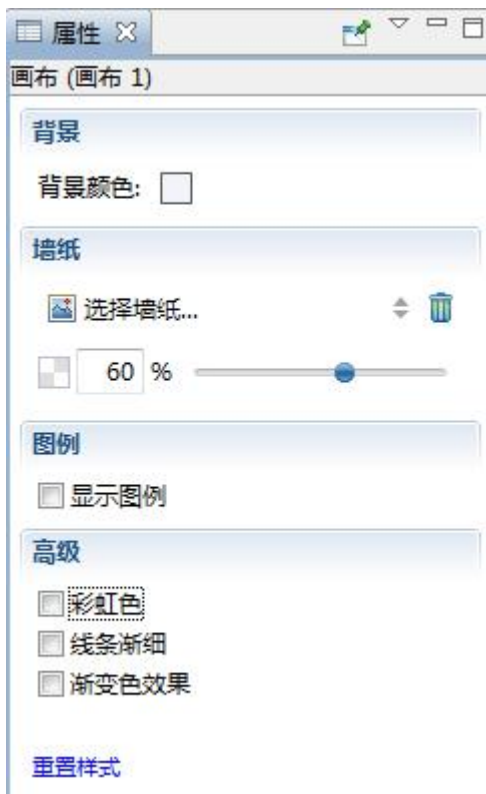 属性
画布 (画布 1)
背景
背景颜色:
墙纸
选择墙纸...
60 %
图例
显示图例
高级
彩虹色
线条渐细
渐变色效果
重置样式